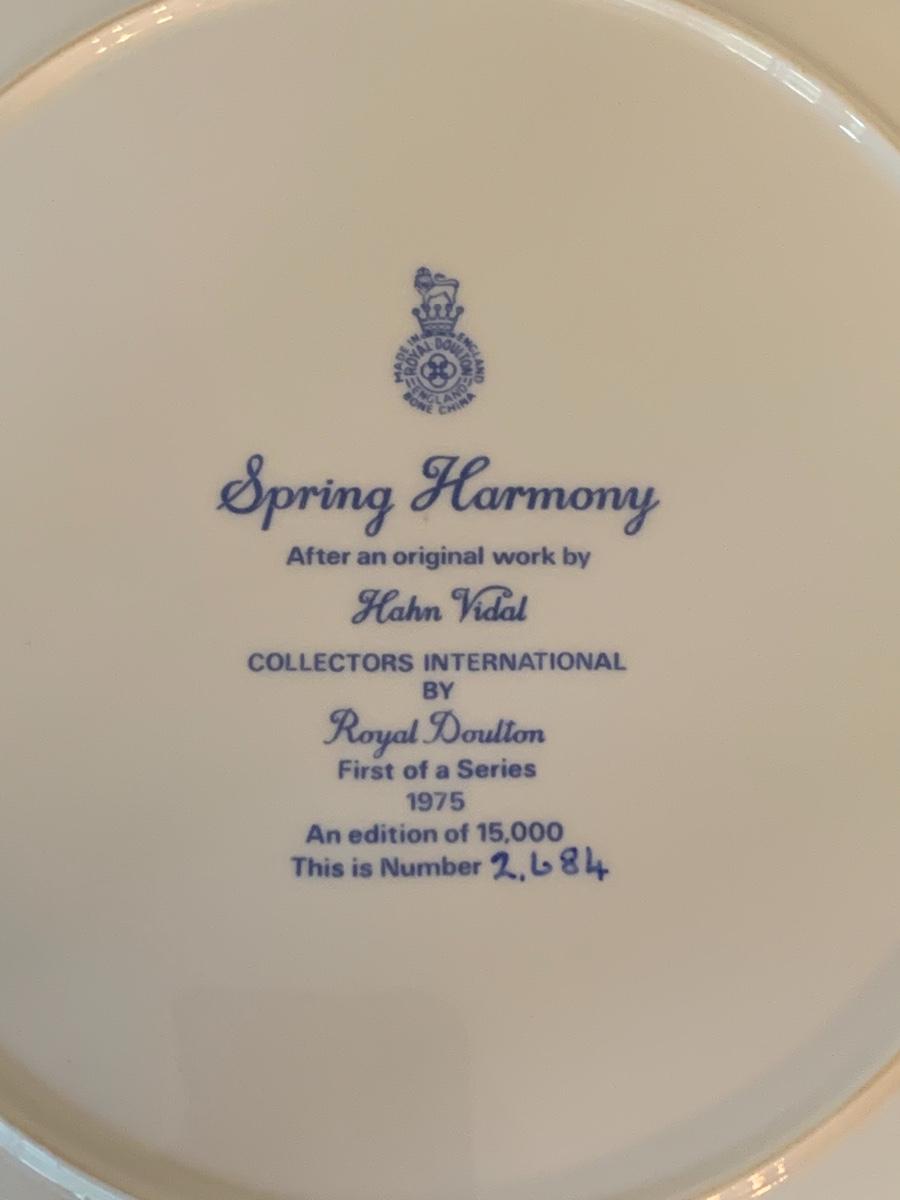 MADE IN ENGLAND
ROYAL DOULTON
ENGLAND
BONE CHINA
Spring Harmony
After an original work by
Hahn Vidal
COLLECTORS INTERNATIONAL
BY
Royal Doulton
First of a Series
1975
An edition of 15,000
This is Number 2,684